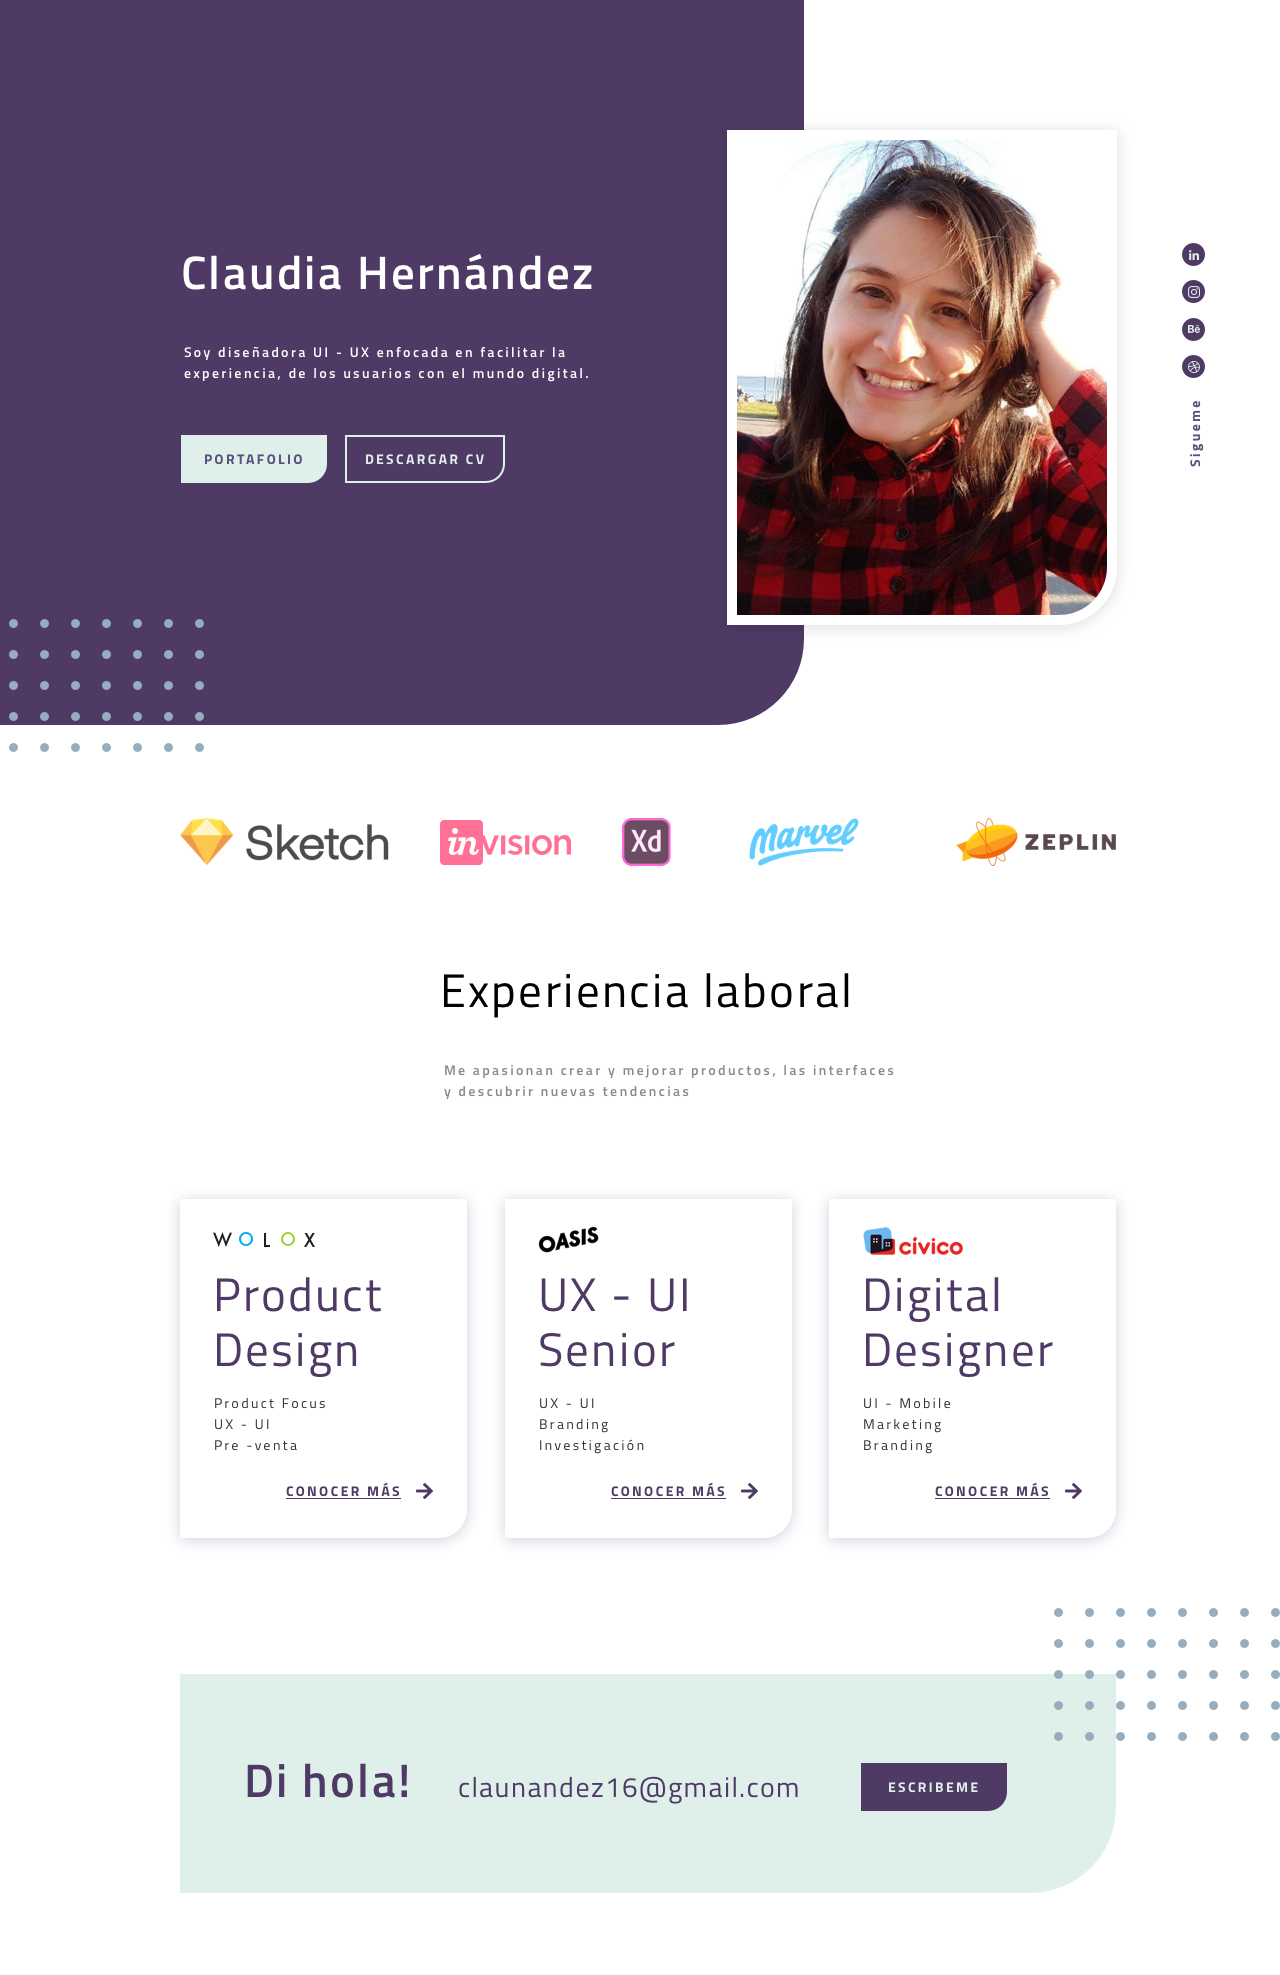 Claudia Hernández
Soy diseñadora UI - UX enfocada en facilitar la
experiencia, de los usuarios con el mundo digital.
PORTAFOLIO
DESCARGAR CV
in
Bē
Sigueme
Sketch
inVISION
Xd
Marvel
ZEPLIN
Experiencia laboral
Me apasionan crear y mejorar productos, las interfaces
y descubrir nuevas tendencias
WOLOX
Product
Design
Product Focus
UX - UI
Pre -venta
CONOCER MÁS
OASIS
UX - UI
Senior
UX - UI
Branding
Investigación
CONOCER MÁS
cívico
Digital
Designer
UI - Mobile
Marketing
Branding
CONOCER MÁS
Di hola!
claunandez16@gmail.com
ESCRIBEME